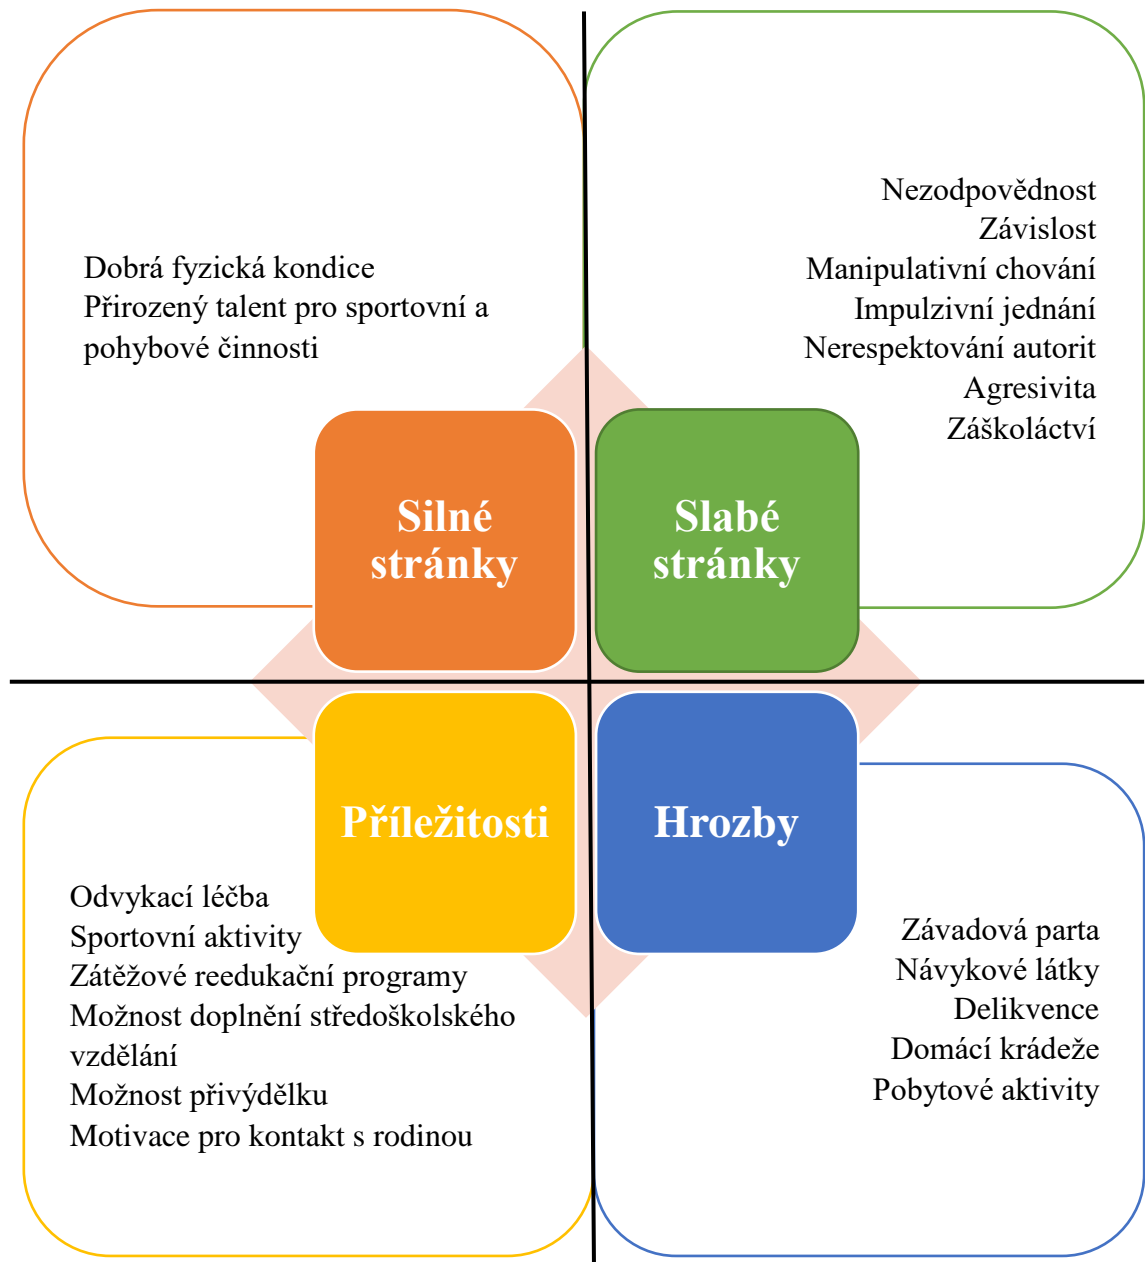 Dobrá fyzická kondice
Přirozený talent pro sportovní a
pohybové činnosti
Nezodpovědnost
Závislost
Manipulativní chování
Impulzivní jednání
Nerespektování autorit
Agresivita
Záškoláctví
Silné
stránky
Slabé
stránky
Příležitosti
Hrozby
Odvykací léčba
Sportovní aktivity
Zátěžové reedukační programy
Možnost doplnění středoškolského
vzdělání
Možnost přivýdělku
Motivace pro kontakt s rodinou
Závadová parta
Návykové látky
Delikvence
Domácí krádeže
Pobytové aktivity